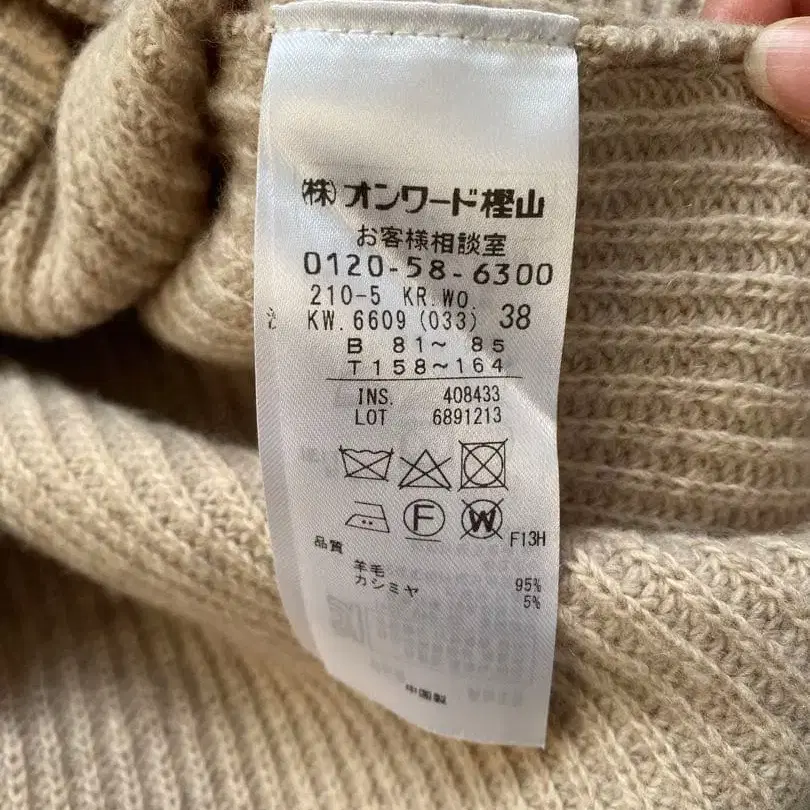 ㈱オンワード樫山
お客様相談室
0120-58-6300
210-5 KR.WO.
KW.6609(033) 38
B 81~ 85
T158~164
INS. 408433
LOT 6891213
F W F13H
品質
羊毛 95%
カシミヤ 5%